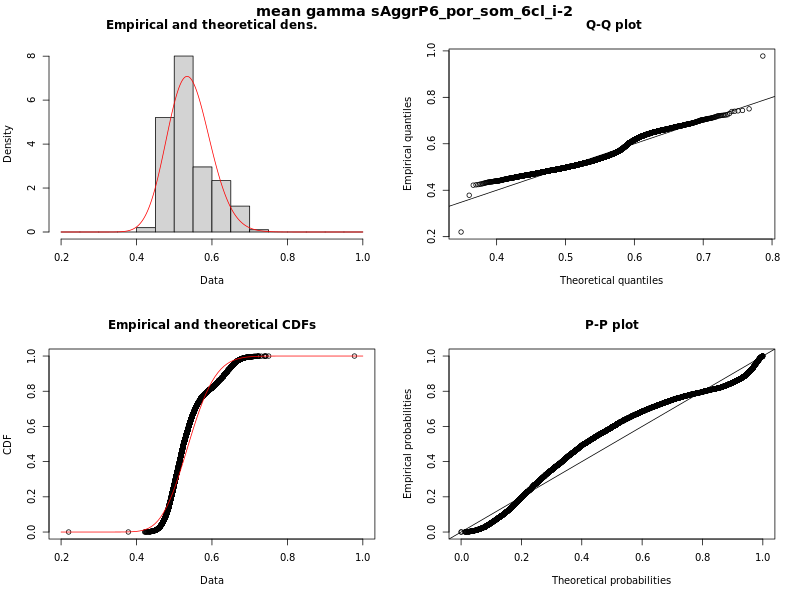 mean gamma sAggrP6_por_som_6cl_i-2
Empirical and theoretical dens.
Density
0 2 4 6 8
0.2 0.4 0.6 0.8 1.0
Data
Q-Q plot
Empirical quantiles
0.2 0.4 0.6 0.8 1.0
0.4 0.5 0.6 0.7 0.8
Theoretical quantiles
Empirical and theoretical CDFs
CDF
0.0 0.2 0.4 0.6 0.8 1.0
0.2 0.4 0.6 0.8 1.0
Data
P-P plot
Empirical probabilities
0.0 0.2 0.4 0.6 0.8 1.0
0.0 0.2 0.4 0.6 0.8 1.0
Theoretical probabilities